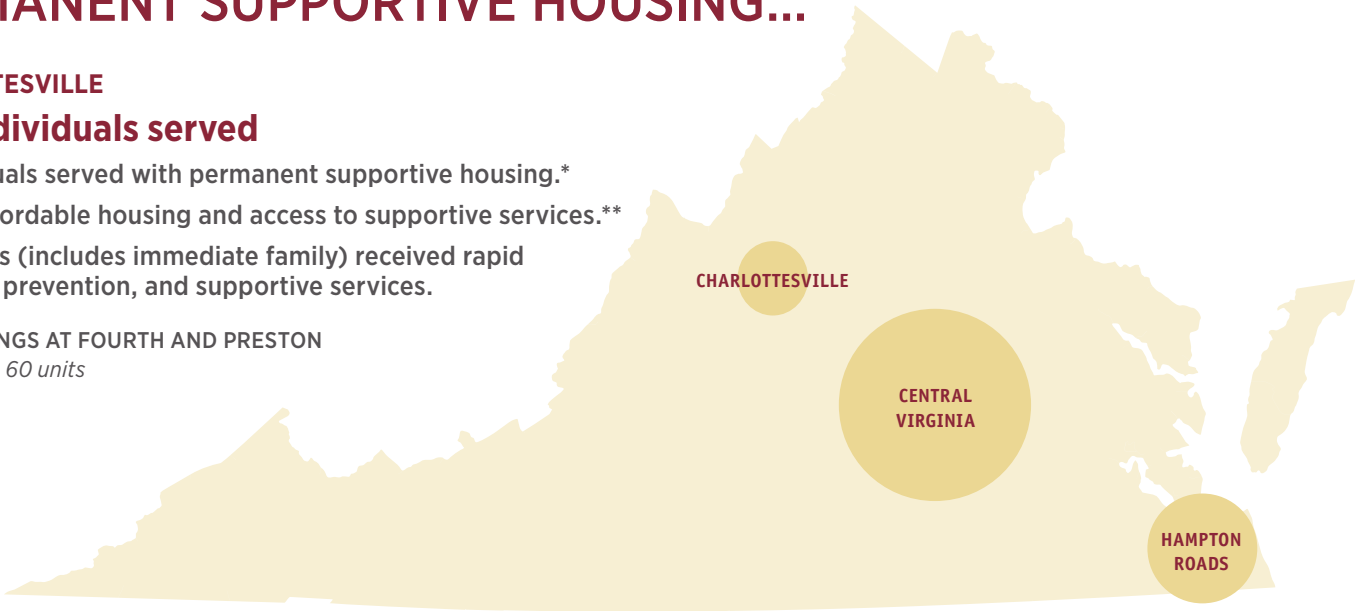 MANENT SUPPORTIVE HOUSING...
TESVILLE
dividuals served
uals served with permanent supportive housing.*
fordable housing and access to supportive services.**
s (includes immediate family) received rapid
prevention, and supportive services.
NGS AT FOURTH AND PRESTON
60 units
CHARLOTTESVILLE
CENTRAL
VIRGINIA
HAMPTON
ROADS